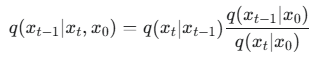 q(x_{t-1}|x_t, x_0) = q(x_t|x_{t-1}) \frac{q(x_{t-1}|x_0)}{q(x_t|x_0)}